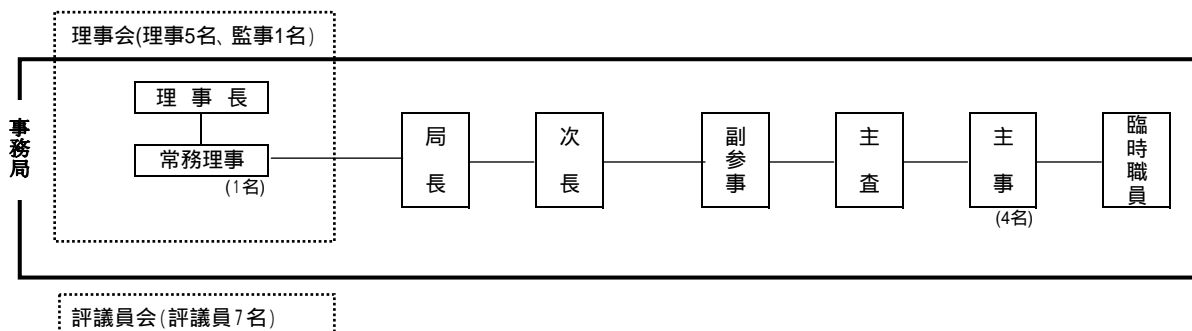 理事会(理事5名、監事1名)
事務局
理事長
常務理事
(1名)
局長
次長
副参事
主査
主事
(4名)
臨時職員
評議員会(評議員7名)